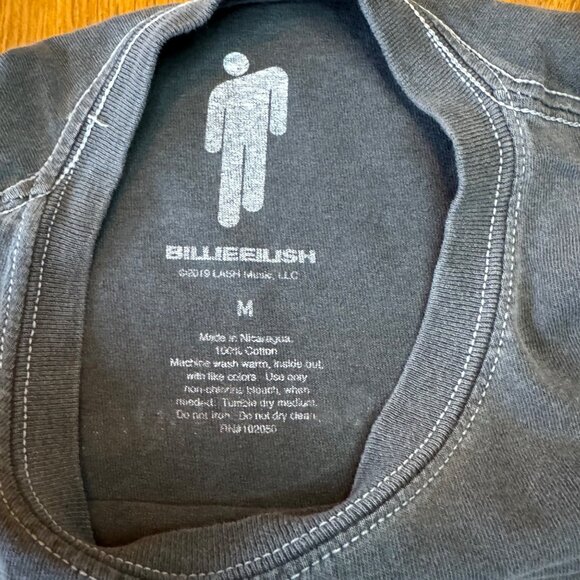 BILLIEEILISH
©2019 LASH Music, LLC
M
Made in Nicaragua.
100% Cotton
Machine wash warm, inside out,
with like colors. Use only
non-chlorine bleach, when
needed. Tumble dry medium.
Do not iron. Do not dry clean.
RN#102050